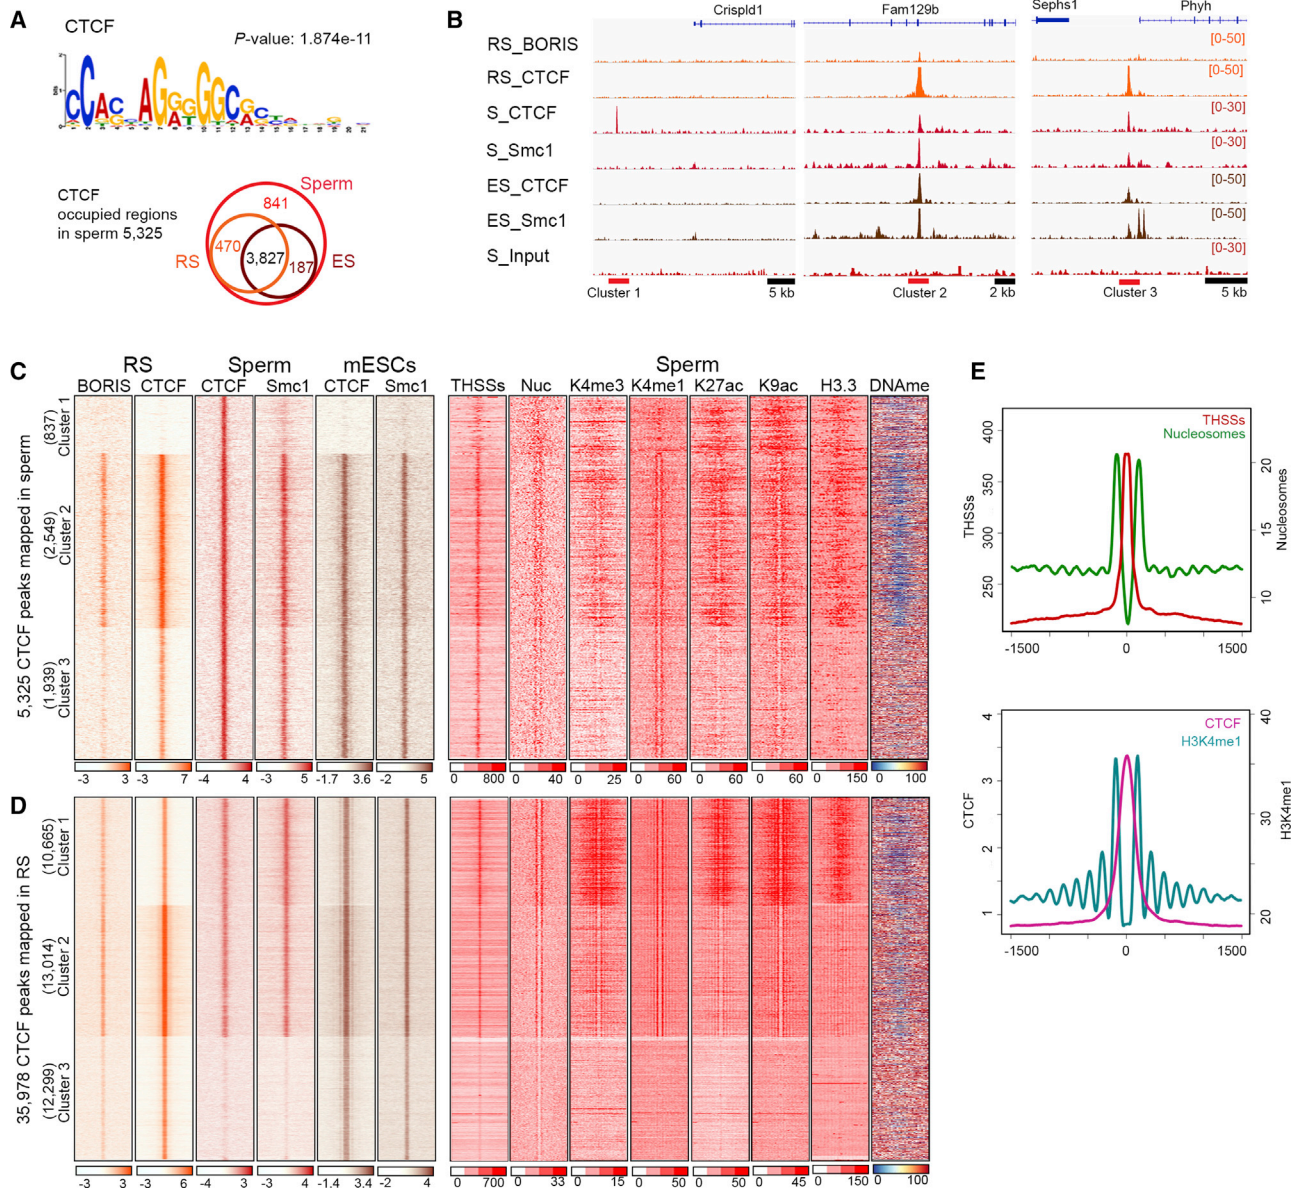 A
CTCF
P-value: 1.874e-11
bits
2
1
0
CTCF
occupied regions
in sperm 5,325
Sperm
841
470
3,827
187
RS
ES
B
Crispld1
Fam129b
Sephs1
Phyh
RS_BORIS
[0-50]
RS_CTCF
[0-50]
S_CTCF
[0-30]
S_Smc1
[0-30]
ES_CTCF
[0-50]
ES_Smc1
[0-50]
S_Input
[0-30]
Cluster 1
5 kb
Cluster 2
2 kb
Cluster 3
5 kb
C
RS
Sperm
mESCs
Sperm
BORIS
CTCF
CTCF
Smc1
CTCF
Smc1
THSSs
Nuc
K4me3
K4me1
K27ac
K9ac
H3.3
DNAme
5,325 CTCF peaks mapped in sperm
(837)
Cluster 1
(2,549)
Cluster 2
(1,939)
Cluster 3
-3 3
-3 7
-4 4
-3 5
-1.7 3.6
-2 5
0 800
0 40
0 25
0 60
0 60
0 60
0 150
0 100
D
35,978 CTCF peaks mapped in RS
(10,665)
Cluster 1
(13,014)
Cluster 2
(12,299)
Cluster 3
-3 3
-3 6
-4 3
-3 4
-1.4 3.4
-2 4
0 700
0 33
0 15
0 50
0 50
0 45
0 150
0 100
E
THSSs
Nucleosomes
THSSs
400
350
300
250
Nucleosomes
20
15
10
-1500
0
1500
CTCF
H3K4me1
CTCF
4
3
2
1
H3K4me1
40
30
20
-1500
0
1500